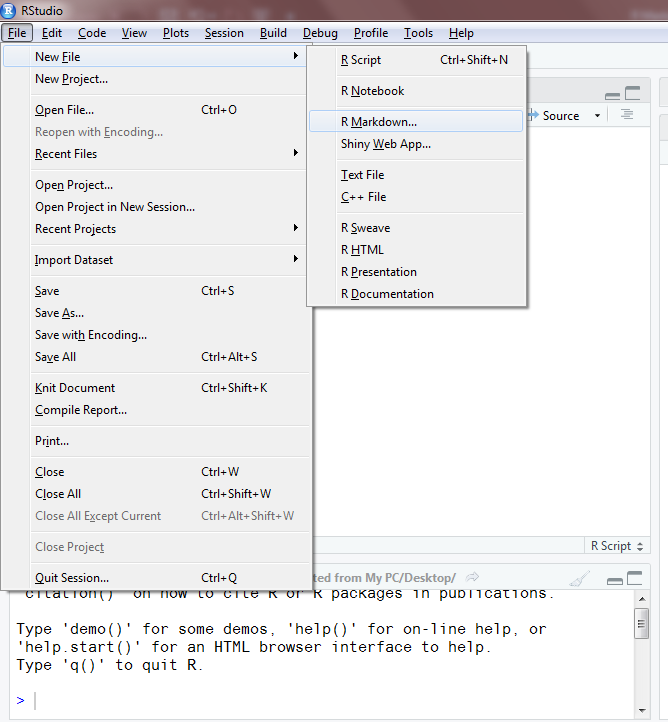 RStudio
File Edit Code View Plots Session Build Debug Profile Tools Help
New File
New Project...
Open File... Ctrl+O
Reopen with Encoding...
Recent Files
Open Project...
Open Project in New Session...
Recent Projects
Import Dataset
Save Ctrl+S
Save As...
Save with Encoding...
Save All Ctrl+Alt+S
Knit Document Ctrl+Shift+K
Compile Report...
Print...
Close Ctrl+W
Close All Ctrl+Shift+W
Close All Except Current Ctrl+Alt+Shift+W
Close Project
Quit Session... Ctrl+Q
R Script Ctrl+Shift+N
R Notebook
R Markdown...
Shiny Web App...
Text File
C++ File
R Sweave
R HTML
R Presentation
R Documentation
Source
R Script
ted from My PC/Desktop/
'citation()' on how to cite R or R packages in publications.
Type 'demo()' for some demos, 'help()' for on-line help, or
'help.start()' for an HTML browser interface to help.
Type 'q()' to quit R.
>